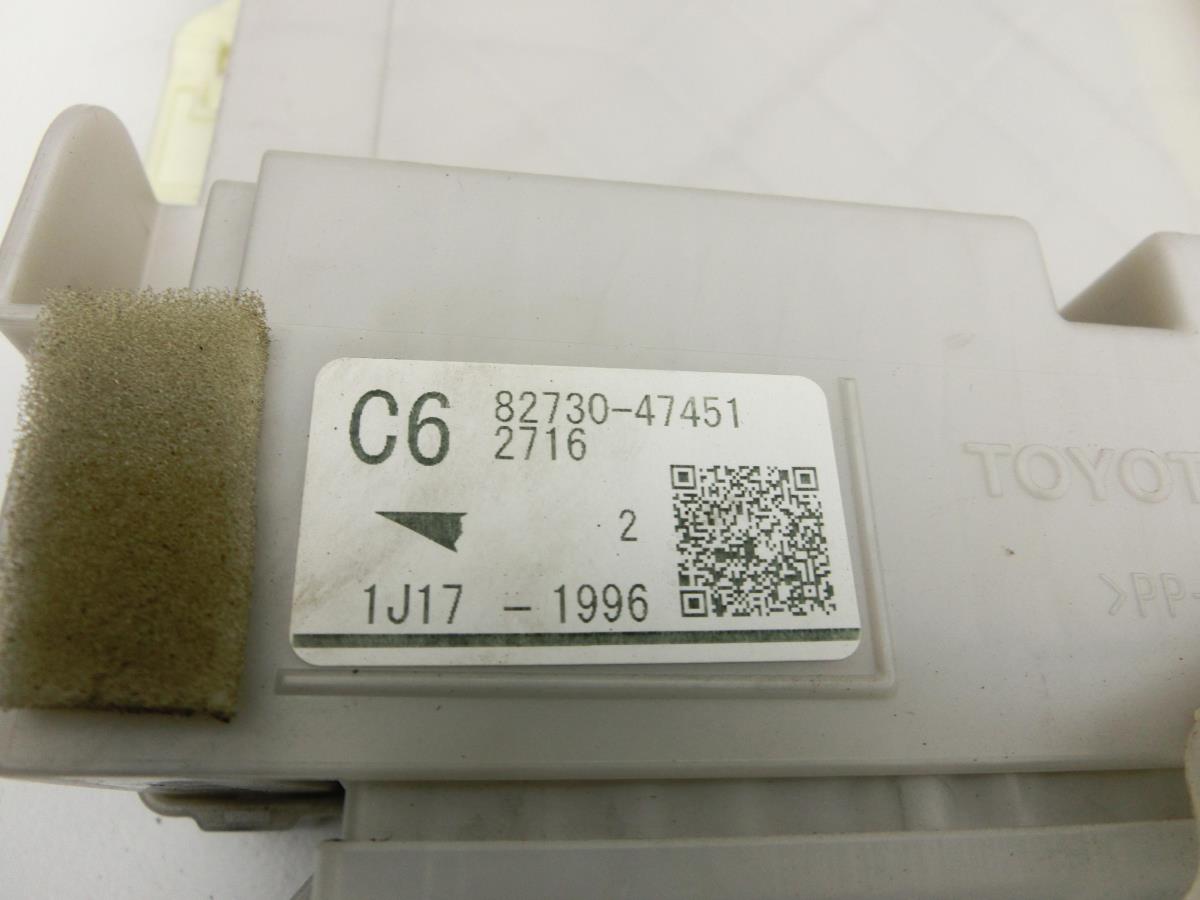 C6 82730-47451
2716
2
1J17 - 1996
TOYOT
>PP-